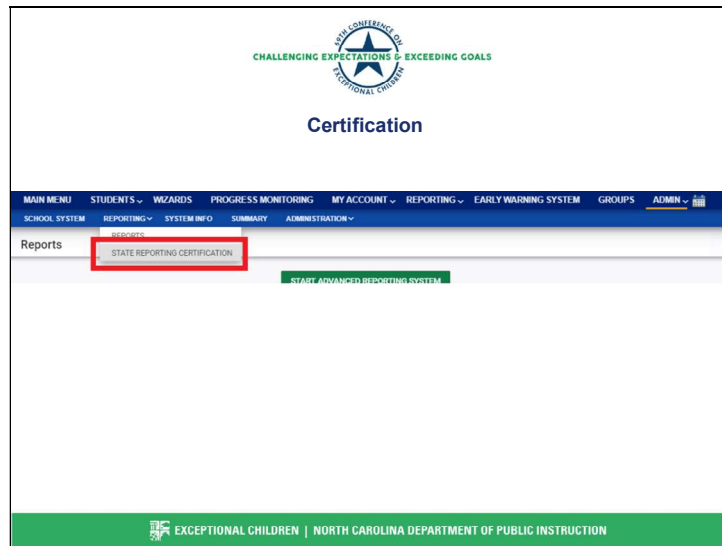 69TH CONFERENCE ON
CHALLENGING EXPECTATIONS & EXCEEDING GOALS
EXCEPTIONAL CHILDREN
Certification
MAIN MENU STUDENTS WIZARDS PROGRESS MONITORING MY ACCOUNT REPORTING EARLY WARNING SYSTEM GROUPS ADMIN
SCHOOL SYSTEM REPORTING SYSTEM INFO SUMMARY ADMINISTRATION
Reports
REPORTS
STATE REPORTING CERTIFICATION
START ADVANCED REPORTING SYSTEM
EXCEPTIONAL CHILDREN | NORTH CAROLINA DEPARTMENT OF PUBLIC INSTRUCTION